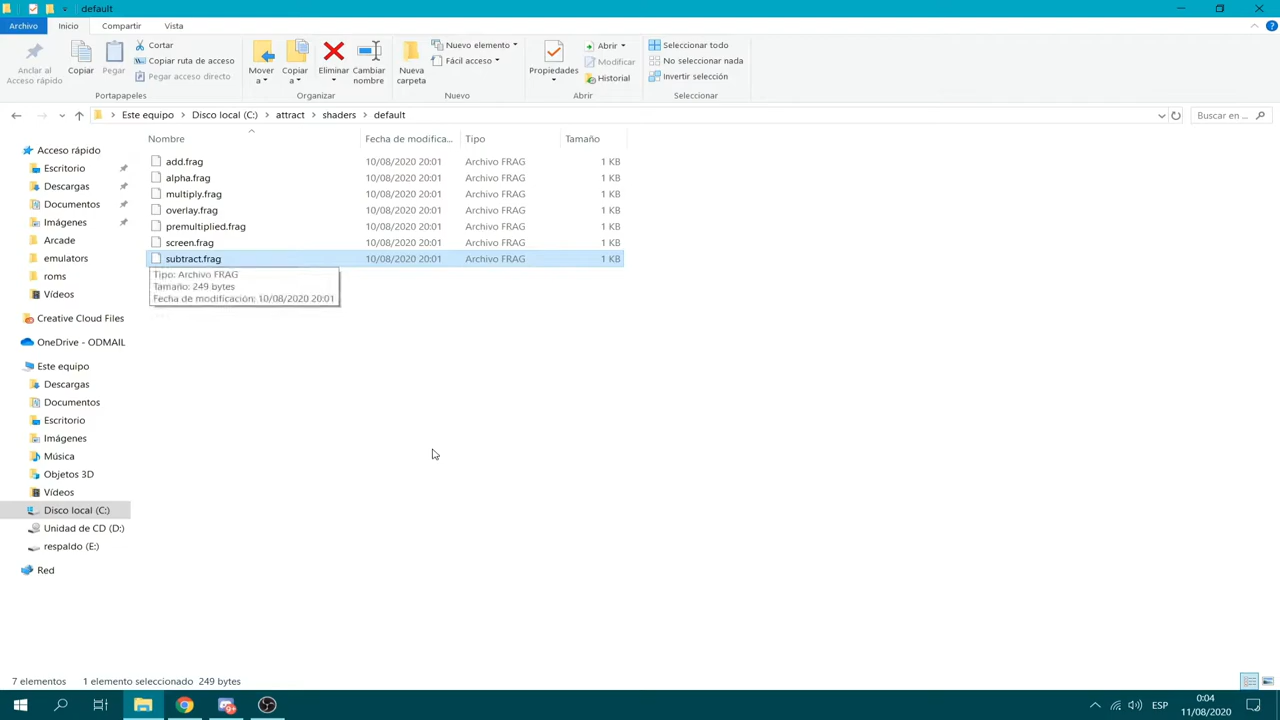 default
Archivo Inicio Compartir Vista
Anclar al Acceso rápido
Copiar
Pegar
Cortar
Copiar ruta de acceso
Pegar acceso directo
Portapapeles
Mover a
Copiar a
Eliminar
Cambiar nombre
Organizar
Nueva carpeta
Nuevo elemento
Fácil acceso
Nuevo
Propiedades
Abrir
Modificar
Historial
Abrir
Seleccionar todo
No seleccionar nada
Invertir selección
Seleccionar
Este equipo Disco local (C:) attract shaders default
Buscar en ...
Nombre Fecha de modifica... Tipo Tamaño
add.frag 10/08/2020 20:01 Archivo FRAG 1 KB
alpha.frag 10/08/2020 20:01 Archivo FRAG 1 KB
multiply.frag 10/08/2020 20:01 Archivo FRAG 1 KB
overlay.frag 10/08/2020 20:01 Archivo FRAG 1 KB
premultiplied.frag 10/08/2020 20:01 Archivo FRAG 1 KB
screen.frag 10/08/2020 20:01 Archivo FRAG 1 KB
subtract.frag 10/08/2020 20:01 Archivo FRAG 1 KB
Tipo: Archivo FRAG
Tamaño: 249 bytes
Fecha de modificación: 10/08/2020 20:01
Acceso rápido
Escritorio
Descargas
Documentos
Imágenes
Arcade
emulators
roms
Vídeos
Creative Cloud Files
OneDrive - ODMAIL
Este equipo
Descargas
Documentos
Escritorio
Imágenes
Música
Objetos 3D
Vídeos
Disco local (C:)
Unidad de CD (D:)
respaldo (E:)
Red
7 elementos 1 elemento seleccionado 249 bytes
ESP
0:04
11/08/2020